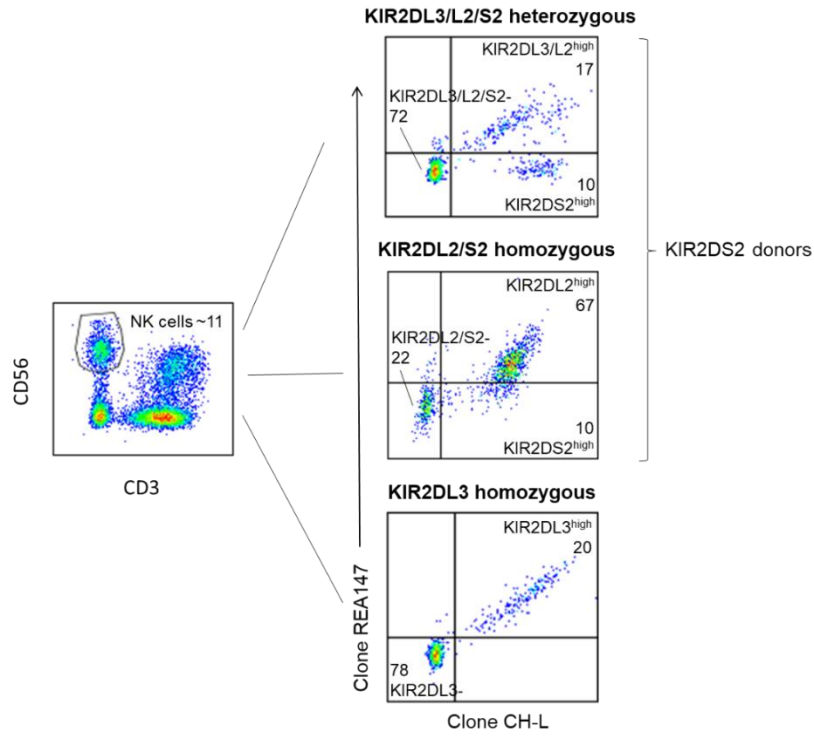 KIR2DL3/L2/S2 heterozygous
KIR2DL3/L2high
17
KIR2DL3/L2/S2-
72
10
KIR2DS2high
KIR2DL2/S2 homozygous
KIR2DS2 donors
KIR2DL2high
67
NK cells ~11
KIR2DL2/S2-
22
CD56
10
KIR2DS2high
CD3
KIR2DL3 homozygous
KIR2DL3high
20
Clone REA147
78
KIR2DL3-
Clone CH-L